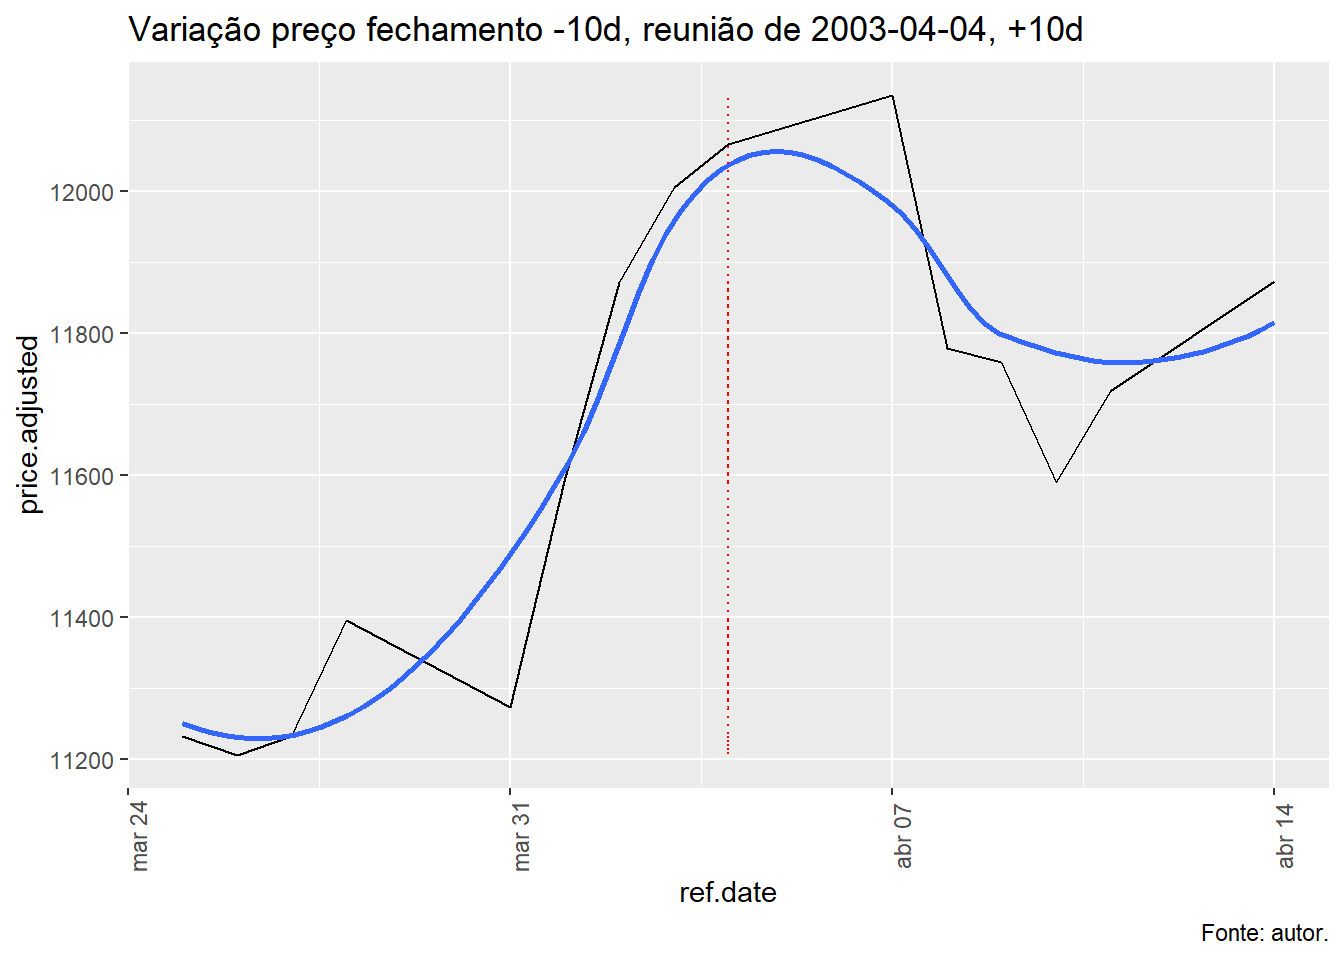 Variação preço fechamento -10d, reunião de 2003-04-04, +10d
price.adjusted
12000
11800
11600
11400
11200
mar 24
mar 31
abr 07
abr 14
ref.date
Fonte: autor.